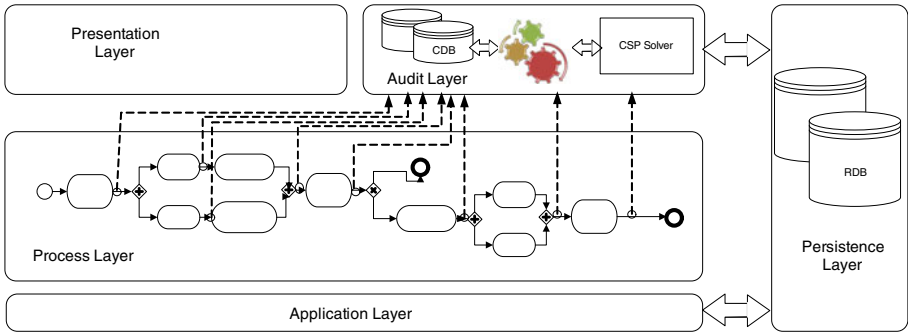 Presentation
Layer
CDB
CSP Solver
Audit Layer
RDB
Process Layer
Persistence
Layer
Application Layer